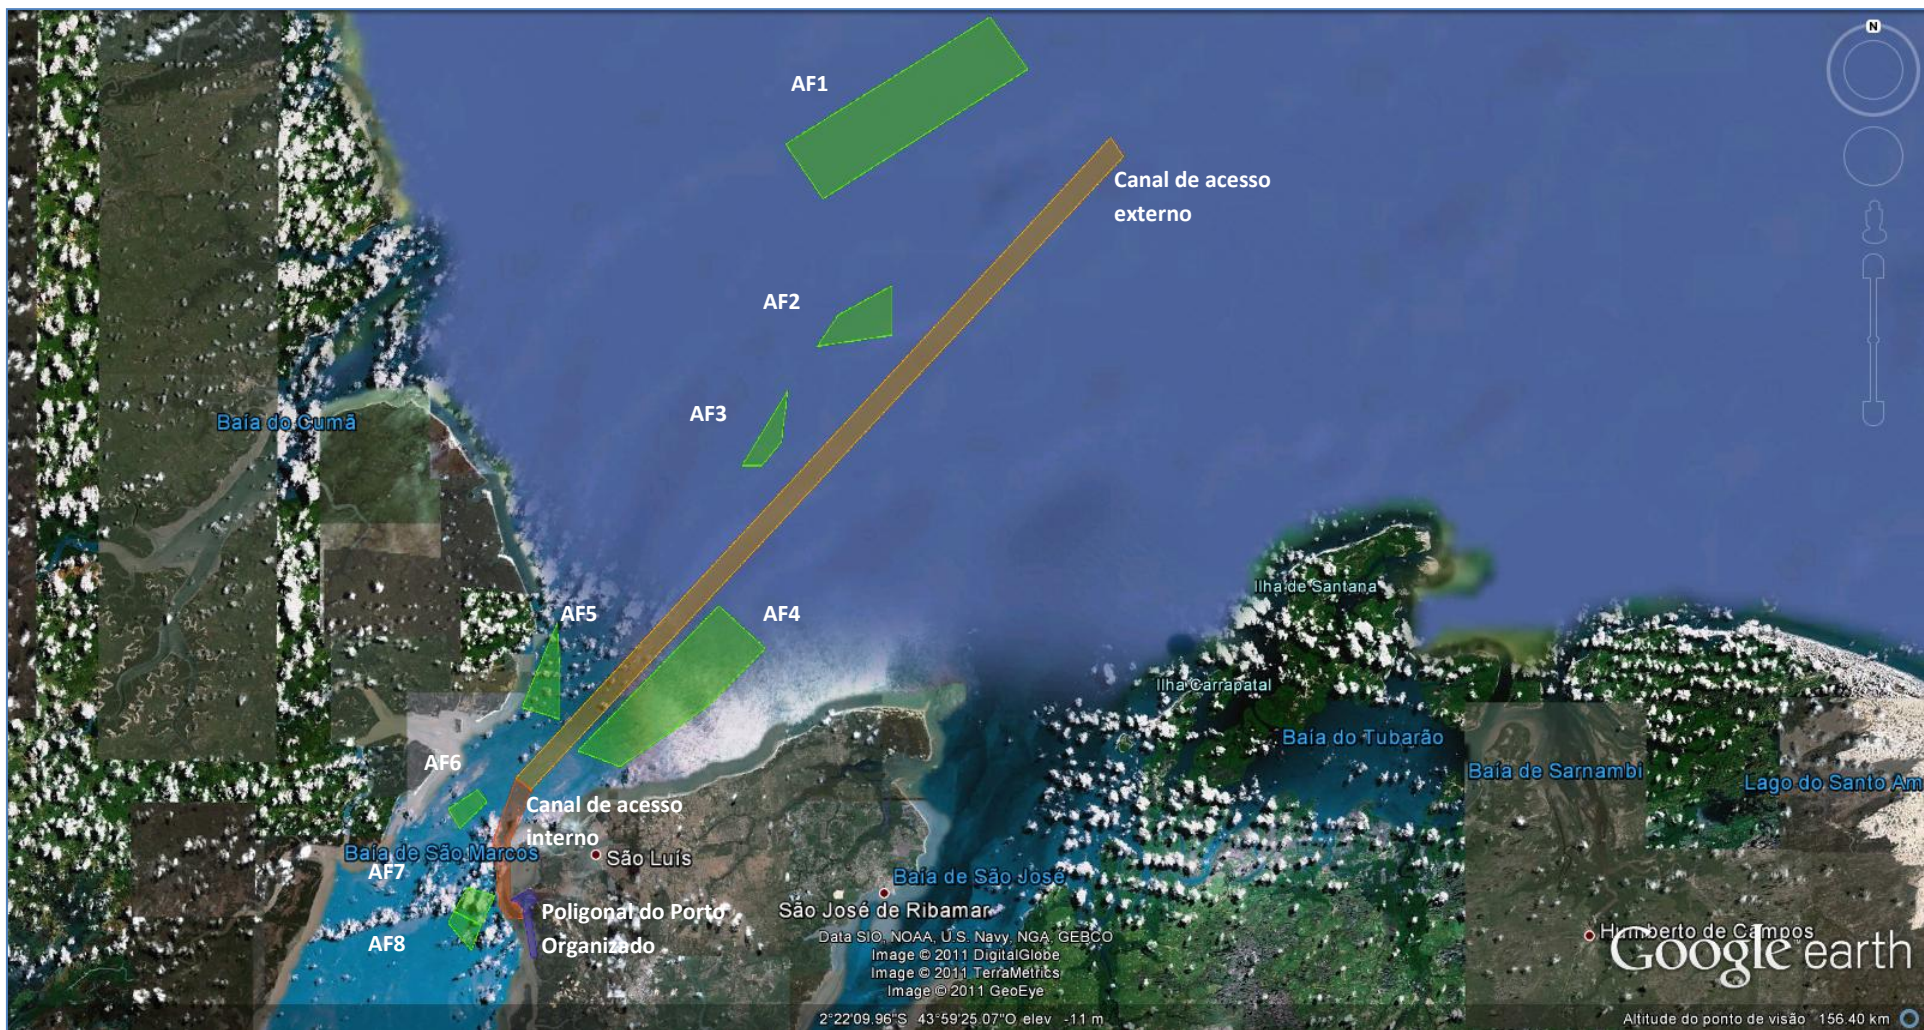 N
AF1
Canal de acesso
externo
AF2
AF3
Baía do Cumã
Ilha de Santana
AF5
AF4
Ilha Carrapatal
Baía do Tubarão
AF6
Baía de Sarnambi
Lago do Santo Am
Canal de acesso
interno
Baía de São Marcos
São Luís
AF7
Baía de São José
Poligonal do Porto
Organizado
São José de Ribamar
AF8
Humberto de Campos
Data SIO, NOAA, U.S. Navy, NGA, GEBCO
Image © 2011 DigitalGlobe
Image © 2011 TerraMetrics
Image © 2011 GeoEye
Google earth
2°22'09.96"S 43°59'25.07"O elev -11 m
Altitude do ponto de visão 156.40 km